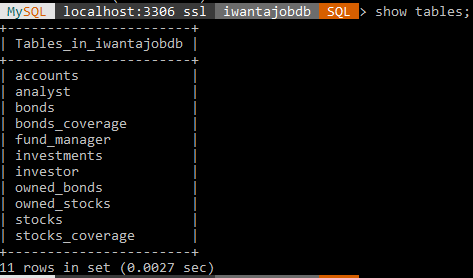 MySQL localhost:3306 ssl iwantajobdb SQL > show tables;
+-----------------------+
| Tables_in_iwantajobdb |
+-----------------------+
| accounts              |
| analyst               |
| bonds                 |
| bonds_coverage        |
| fund_manager          |
| investments           |
| investor              |
| owned_bonds           |
| owned_stocks          |
| stocks                |
| stocks_coverage       |
+-----------------------+
11 rows in set (0.0027 sec)